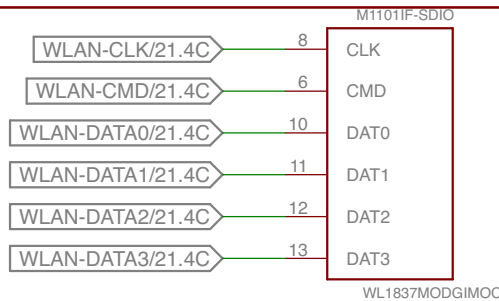 M1101IF-SDIO
WLAN-CLK/21.4C 8 CLK
WLAN-CMD/21.4C 6 CMD
WLAN-DATA0/21.4C 10 DAT0
WLAN-DATA1/21.4C 11 DAT1
WLAN-DATA2/21.4C 12 DAT2
WLAN-DATA3/21.4C 13 DAT3
WL1837MODGIMOC